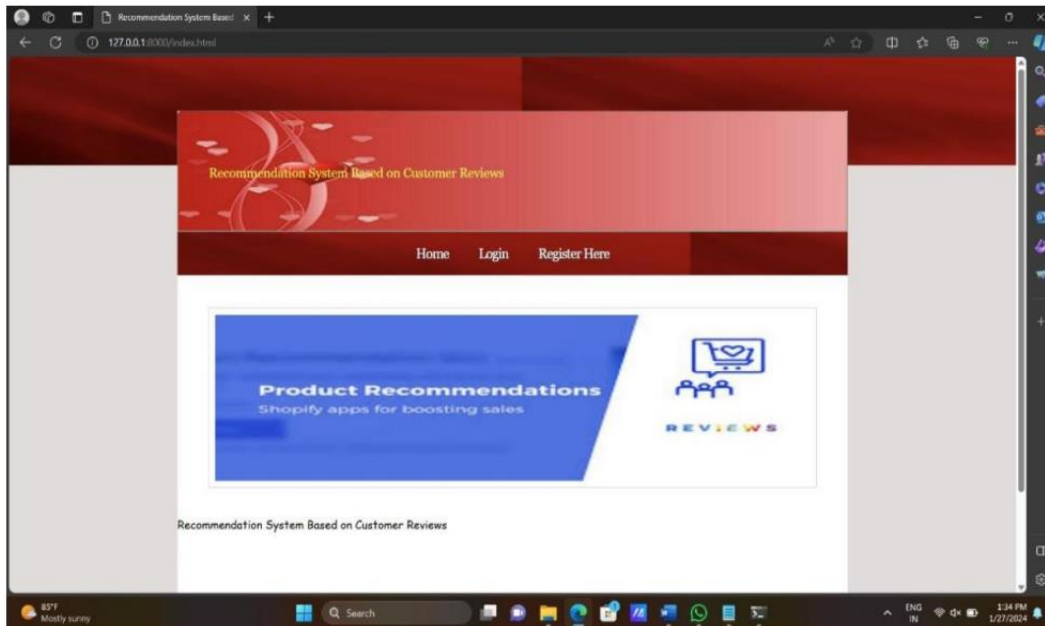 Recommendation System Based
127.0.0.1:8000/index.html
Recommendation System Based on Customer Reviews
Home Login Register Here
Product Recommendations
Shopify apps for boosting sales
REVIEWS
Recommendation System Based on Customer Reviews
85°F
Mostly sunny
Search
ENG
IN
1:34 PM
1/27/2024